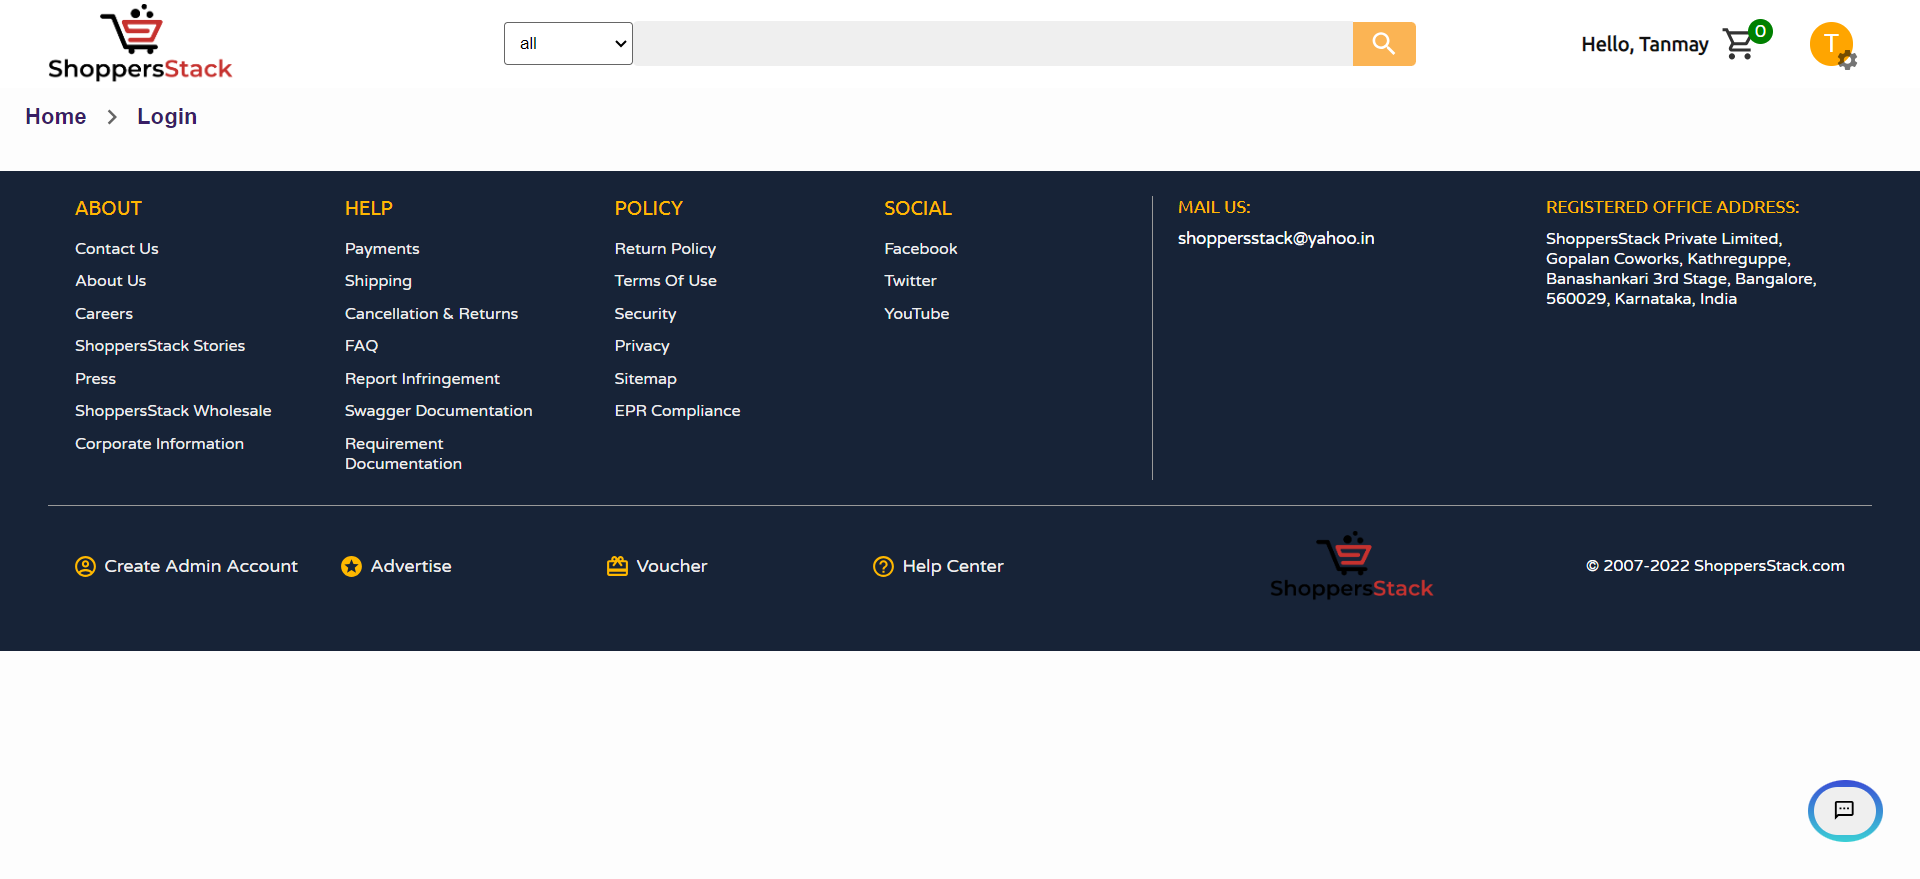 ShoppersStack
all
Hello, Tanmay
0
T
Home > Login
ABOUT
Contact Us
About Us
Careers
ShoppersStack Stories
Press
ShoppersStack Wholesale
Corporate Information
HELP
Payments
Shipping
Cancellation & Returns
FAQ
Report Infringement
Swagger Documentation
Requirement
Documentation
POLICY
Return Policy
Terms Of Use
Security
Privacy
Sitemap
EPR Compliance
SOCIAL
Facebook
Twitter
YouTube
MAIL US:
shoppersstack@yahoo.in
REGISTERED OFFICE ADDRESS:
ShoppersStack Private Limited,
Gopalan Coworks, Kathreguppe,
Banashankari 3rd Stage, Bangalore,
560029, Karnataka, India
Create Admin Account
Advertise
Voucher
Help Center
ShoppersStack
© 2007-2022 ShoppersStack.com